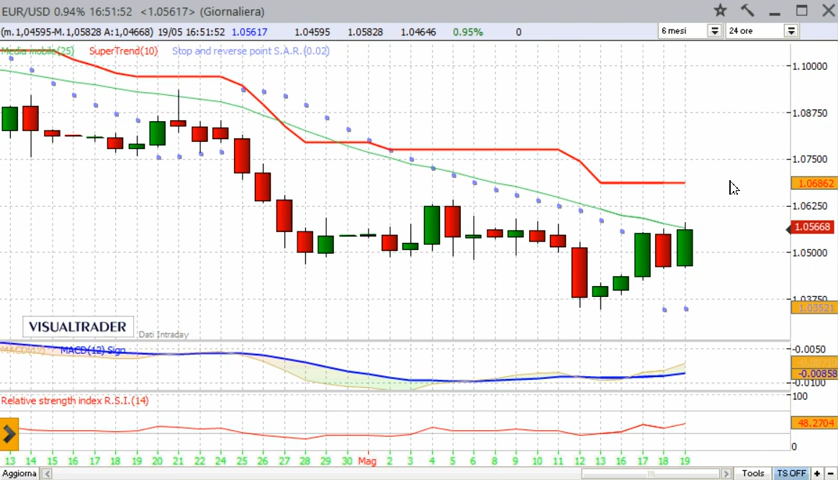 EUR/USD 0.94% 16:51:52 <1.05617> (Giornaliera)
(m.1,04595-M.1,05828 A:1,04668) 19/05 16:51:52 1.05617 1.04595 1.05828 1.04646 0.95% 0 6 mesi 24 ore
Media mobile(25) SuperTrend(10) Stop and reverse point S.A.R.(0.02)
1.10000
1.08750
1.07500
1.06862
1.06250
1.05668
1.05000
1.03750
1.03521
VISUALTRADER
Dati Intraday
MACD(12) Sign
-0.0050
-0.00858
-0.0100
Relative strength index R.S.I.(14)
100
48.2704
0
13 14 15 16 17 18 19 20 21 22 23 24 25 26 27 28 29 30 Mag 2 3 4 5 6 7 8 9 10 11 12 13 16 17 18 19
Aggiorna Tools TS OFF + -